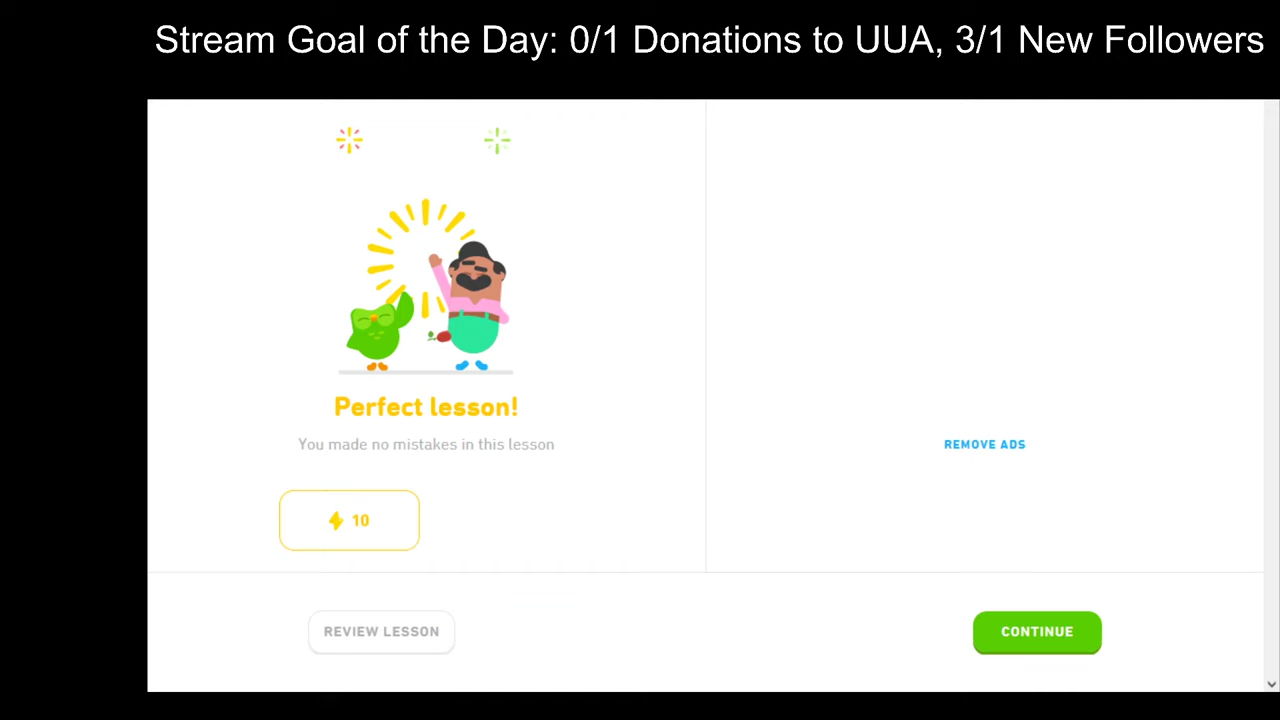 Stream Goal of the Day: 0/1 Donations to UUA, 3/1 New Followers
Perfect lesson!
You made no mistakes in this lesson
REMOVE ADS
10
REVIEW LESSON
CONTINUE